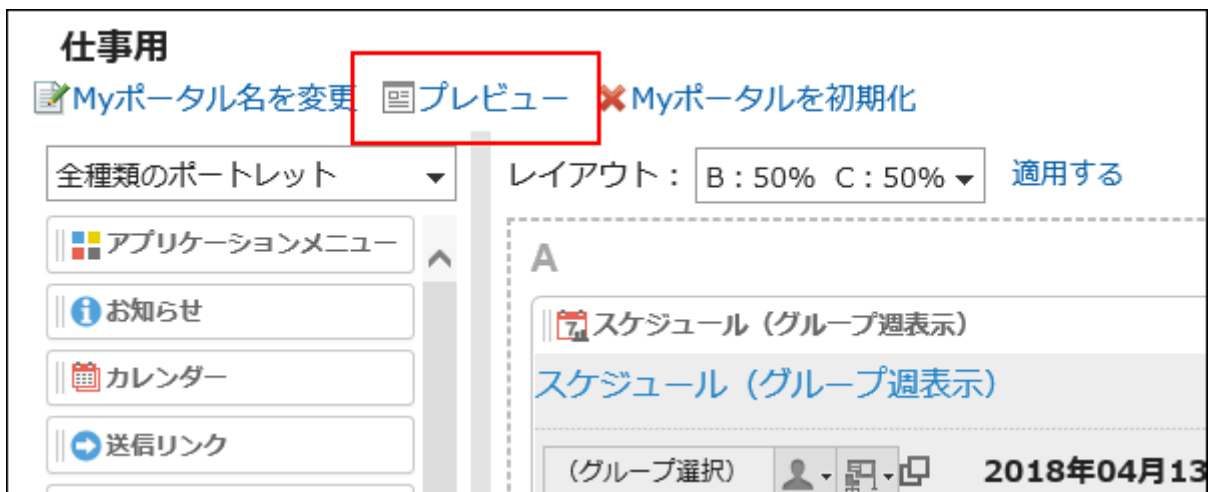 仕事用
Myポータル名を変更 プレビュー Myポータルを初期化
全種類のポートレット レイアウト： B：50% C：50% 適用する
アプリケーションメニュー
A
お知らせ
7 スケジュール（グループ週表示）
カレンダー
スケジュール（グループ週表示）
送信リンク
（グループ選択） 2018年04月13